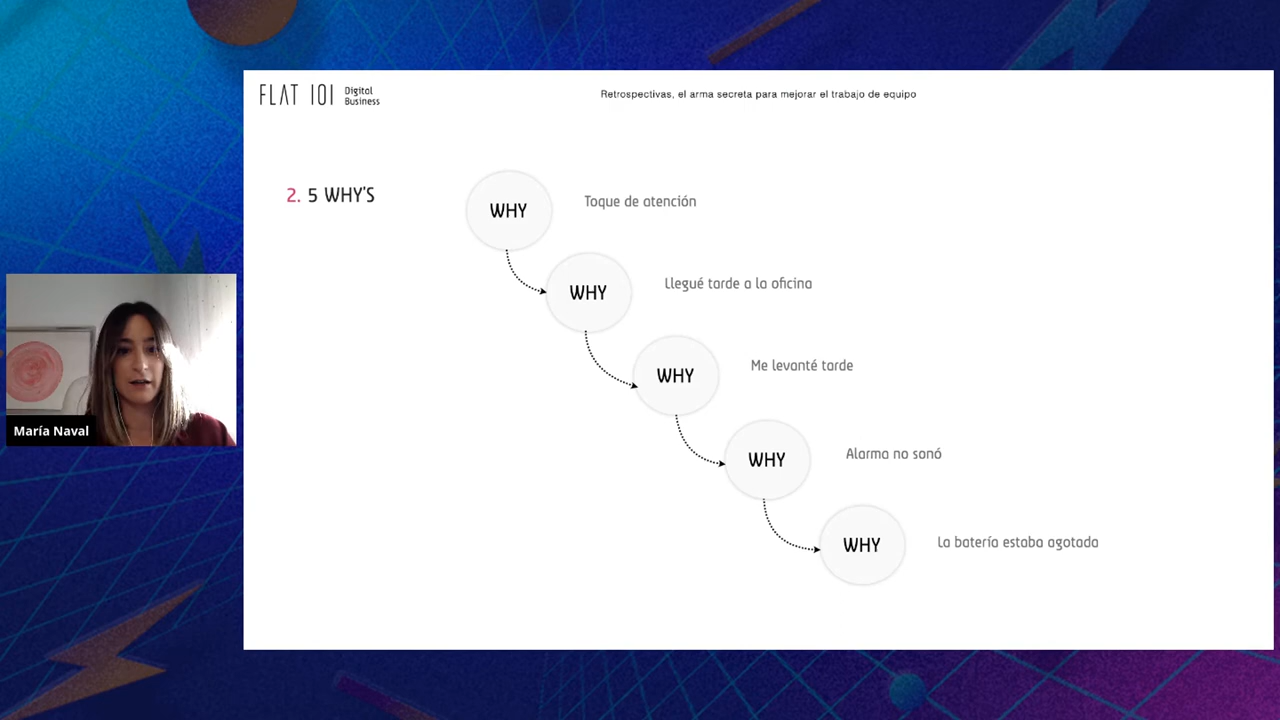 FLAT 101 Digital Business
Retrospectivas, el arma secreta para mejorar el trabajo de equipo
2. 5 WHY'S
WHY
Toque de atención
WHY
Llegué tarde a la oficina
WHY
Me levanté tarde
WHY
Alarma no sonó
WHY
La batería estaba agotada
María Naval